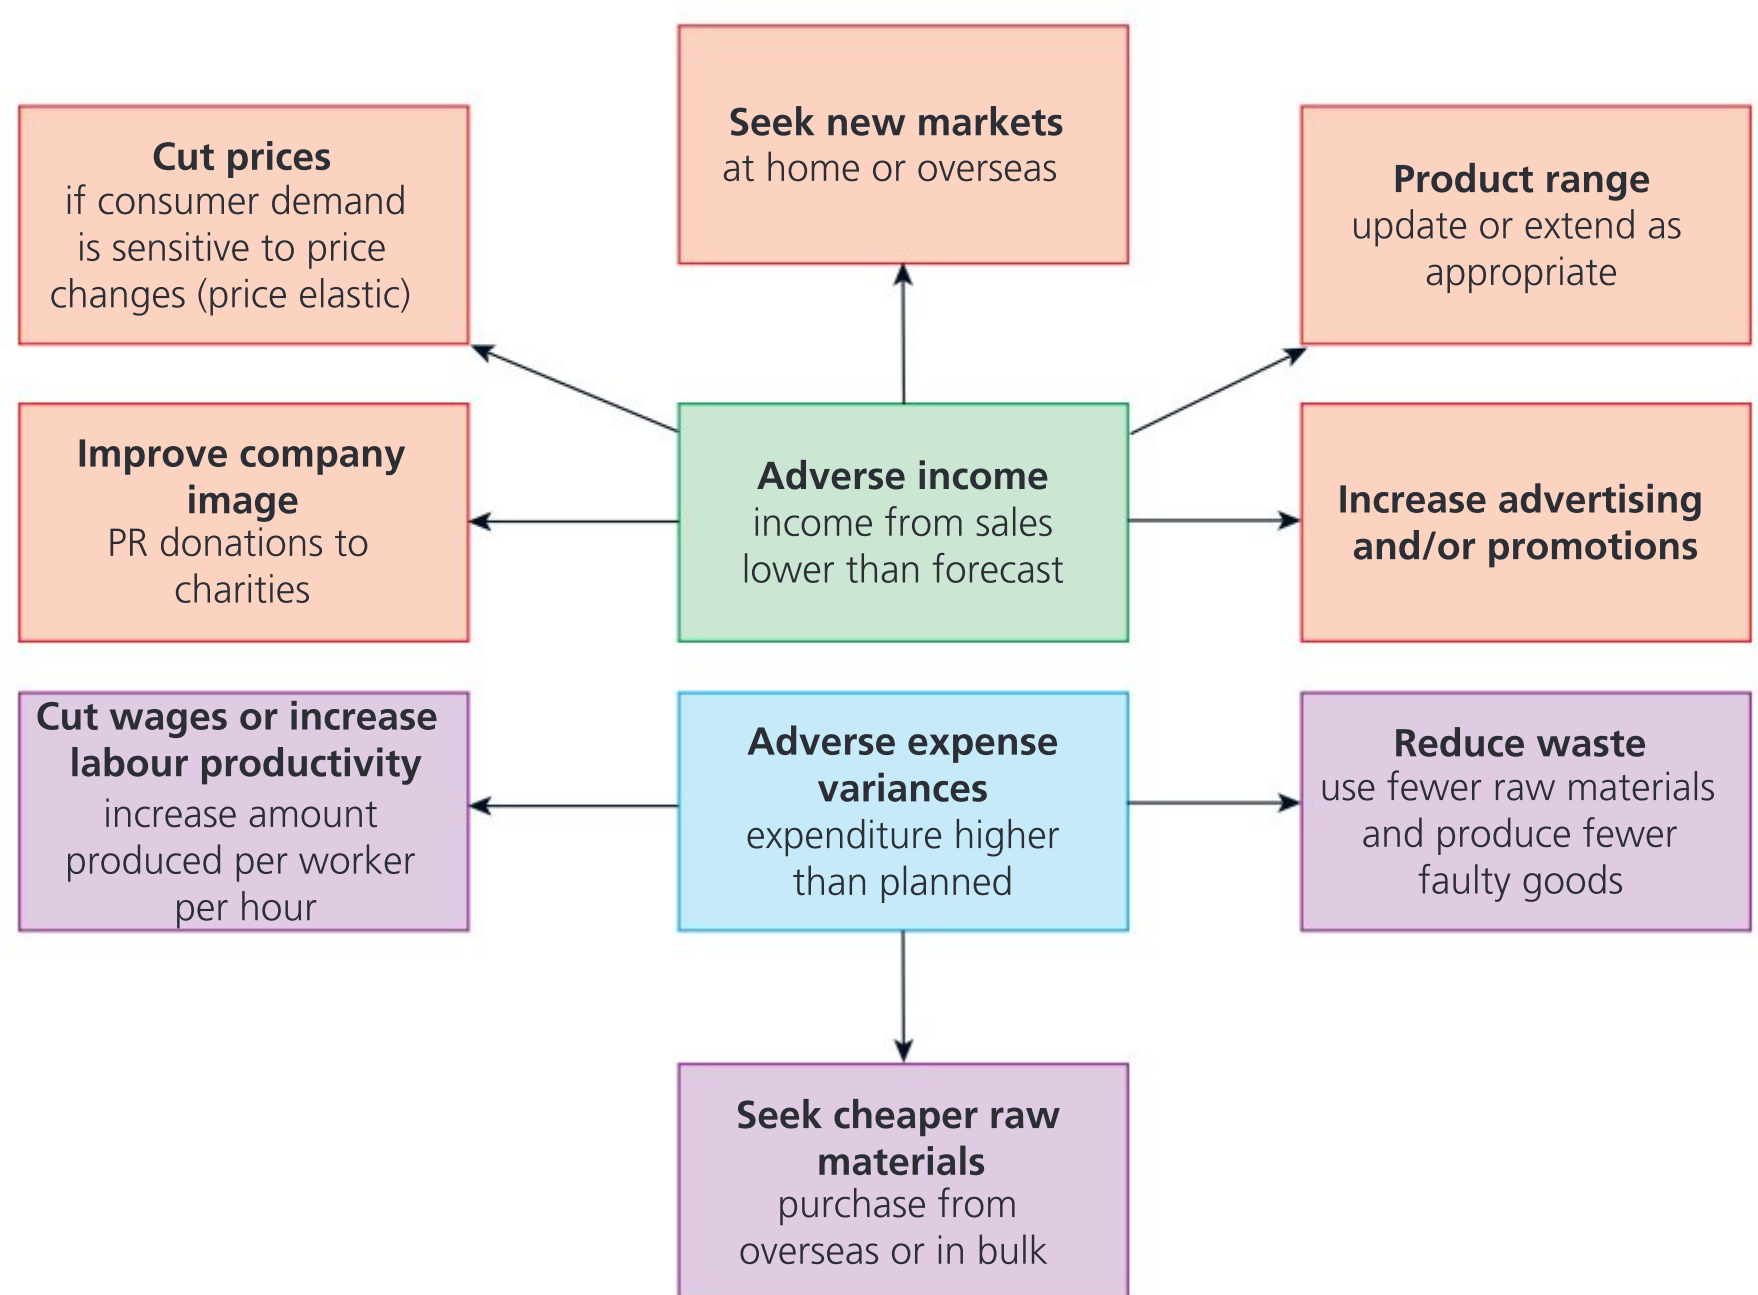 Seek new markets
at home or overseas
Cut prices
if consumer demand
is sensitive to price
changes (price elastic)
Product range
update or extend as
appropriate
Improve company
image
PR donations to
charities
Adverse income
income from sales
lower than forecast
Increase advertising
and/or promotions
Cut wages or increase
labour productivity
increase amount
produced per worker
per hour
Adverse expense
variances
expenditure higher
than planned
Reduce waste
use fewer raw materials
and produce fewer
faulty goods
Seek cheaper raw
materials
purchase from
overseas or in bulk